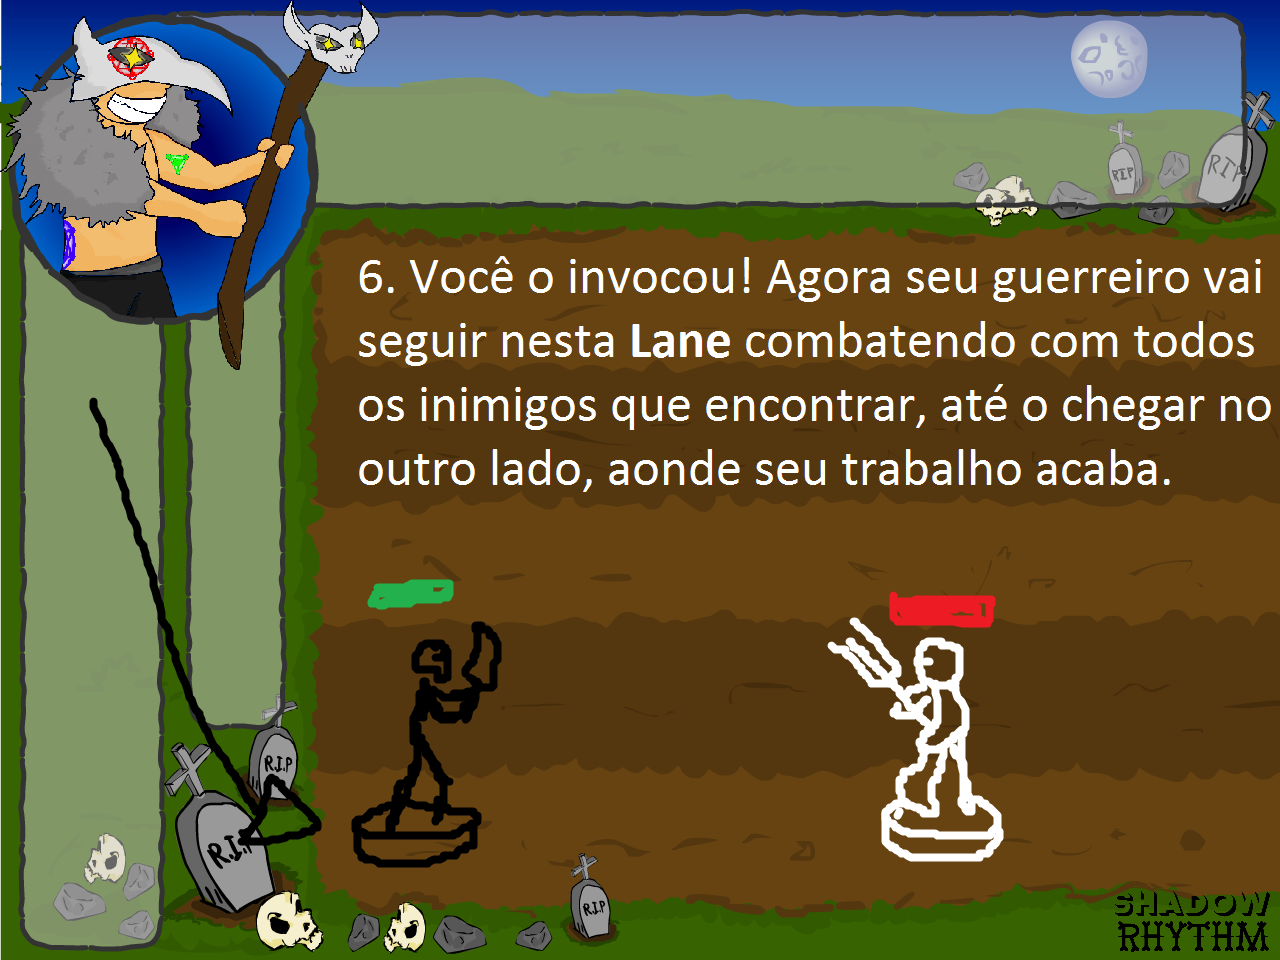 RIP
RIP
6. Você o invocou! Agora seu guerreiro vai
seguir nesta Lane combatendo com todos
os inimigos que encontrar, até o chegar no
outro lado, aonde seu trabalho acaba.
R.I.P
R.I.P
R.I.P
SHADOW
RHYTHM